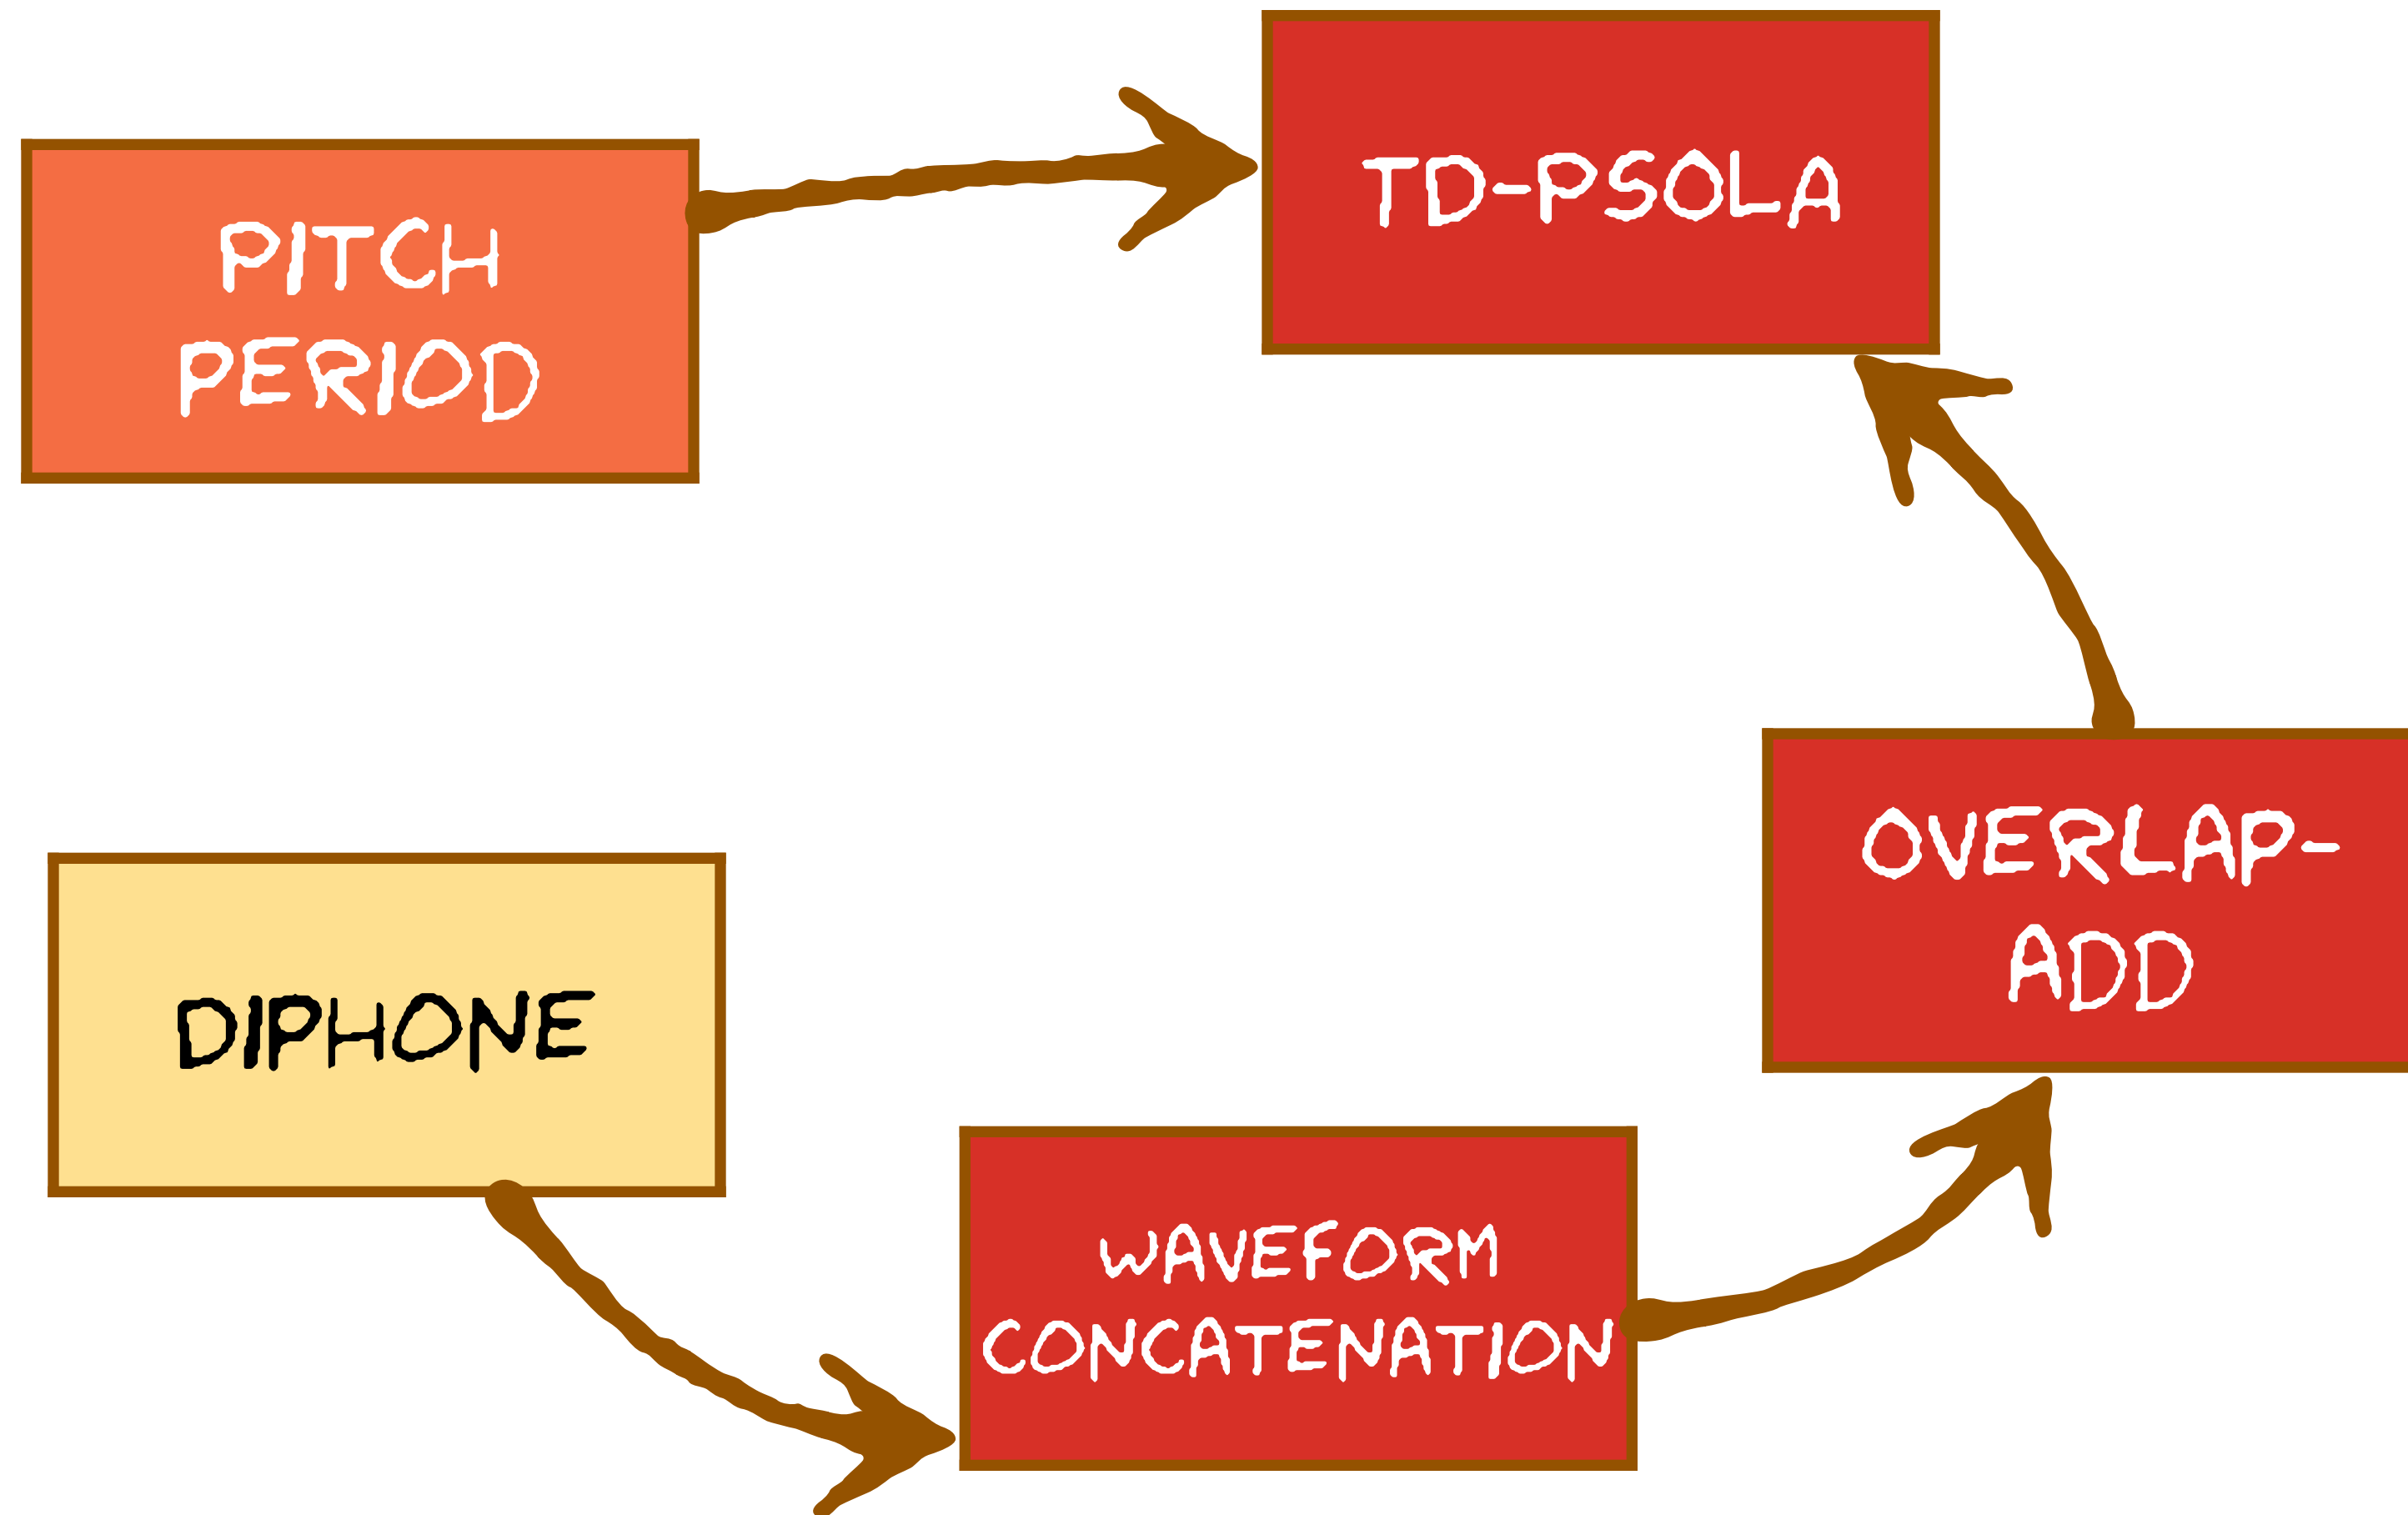 PITCH
PERIOD
TD-PSOLA
OVERLAP-
ADD
DIPHONE
WAVEFORM
CONCATENATION